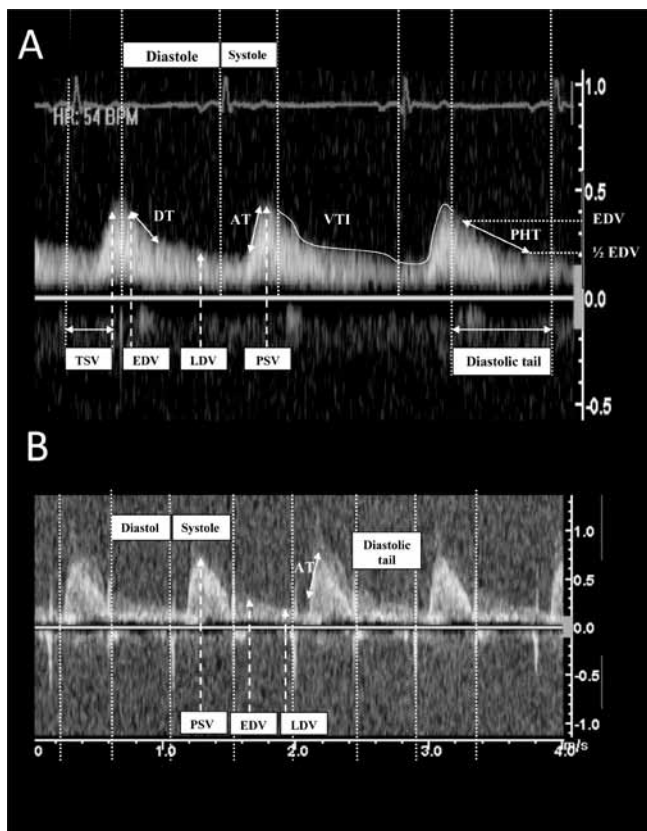 A
Diastole Systole
1.0
HR: 54 BPM
0.5
DT AT VTI EDV
PHT
½ EDV
0.0
TSV EDV LDV PSV Diastolic tail
-0.5
B
Diastol Systole
1.0
Diastolic
tail
AT
0.5
0.0
-0.5
PSV EDV LDV
-1.0
0 1.0 2.0 3.0 m/s 4.0